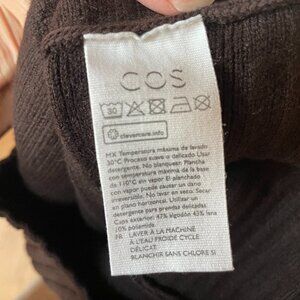 COS
30
clevercare.info
MX Temperatura máxima de lavado
30°C Proceso suave o delicado Usar
detergente. No blanquear. Plancha
con temperatura máxima de la base
de 110°C sin vapor El planchado
con vapor puede causar un daño
irreversible No lavar en seco Secar
en plano horizontal. Utilizar
detergente para prendas delicadas
Capa exterior: 47% algodón 43% lana
10% poliamida
FR LAVER À LA MACHINE
À L'EAU FROIDE CYCLE
DÉLICAT.
BLANCHIR SANS CHLORE SI